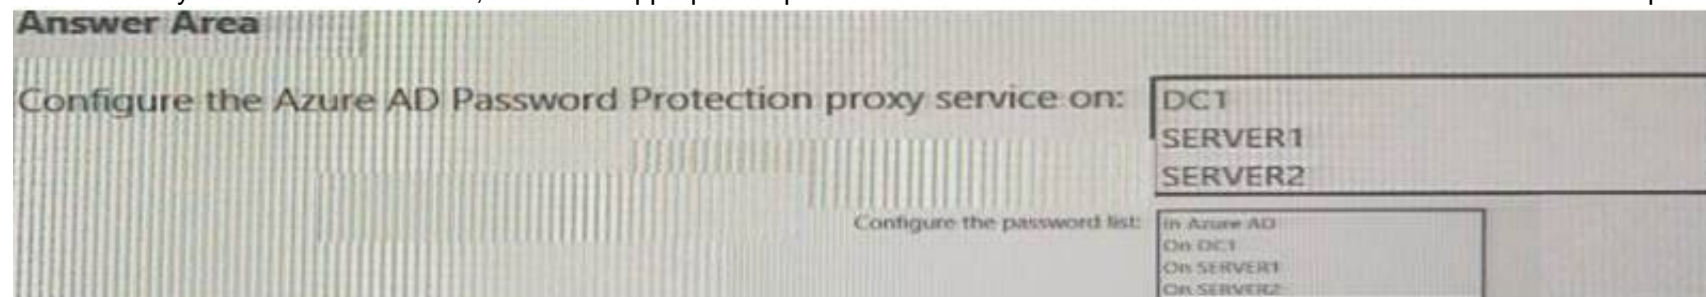 Answer Area
Configure the Azure AD Password Protection proxy service on:
DC1
SERVER1
SERVER2
Configure the password list:
In Azure AD
On DC1
On SERVER1
On SERVER2